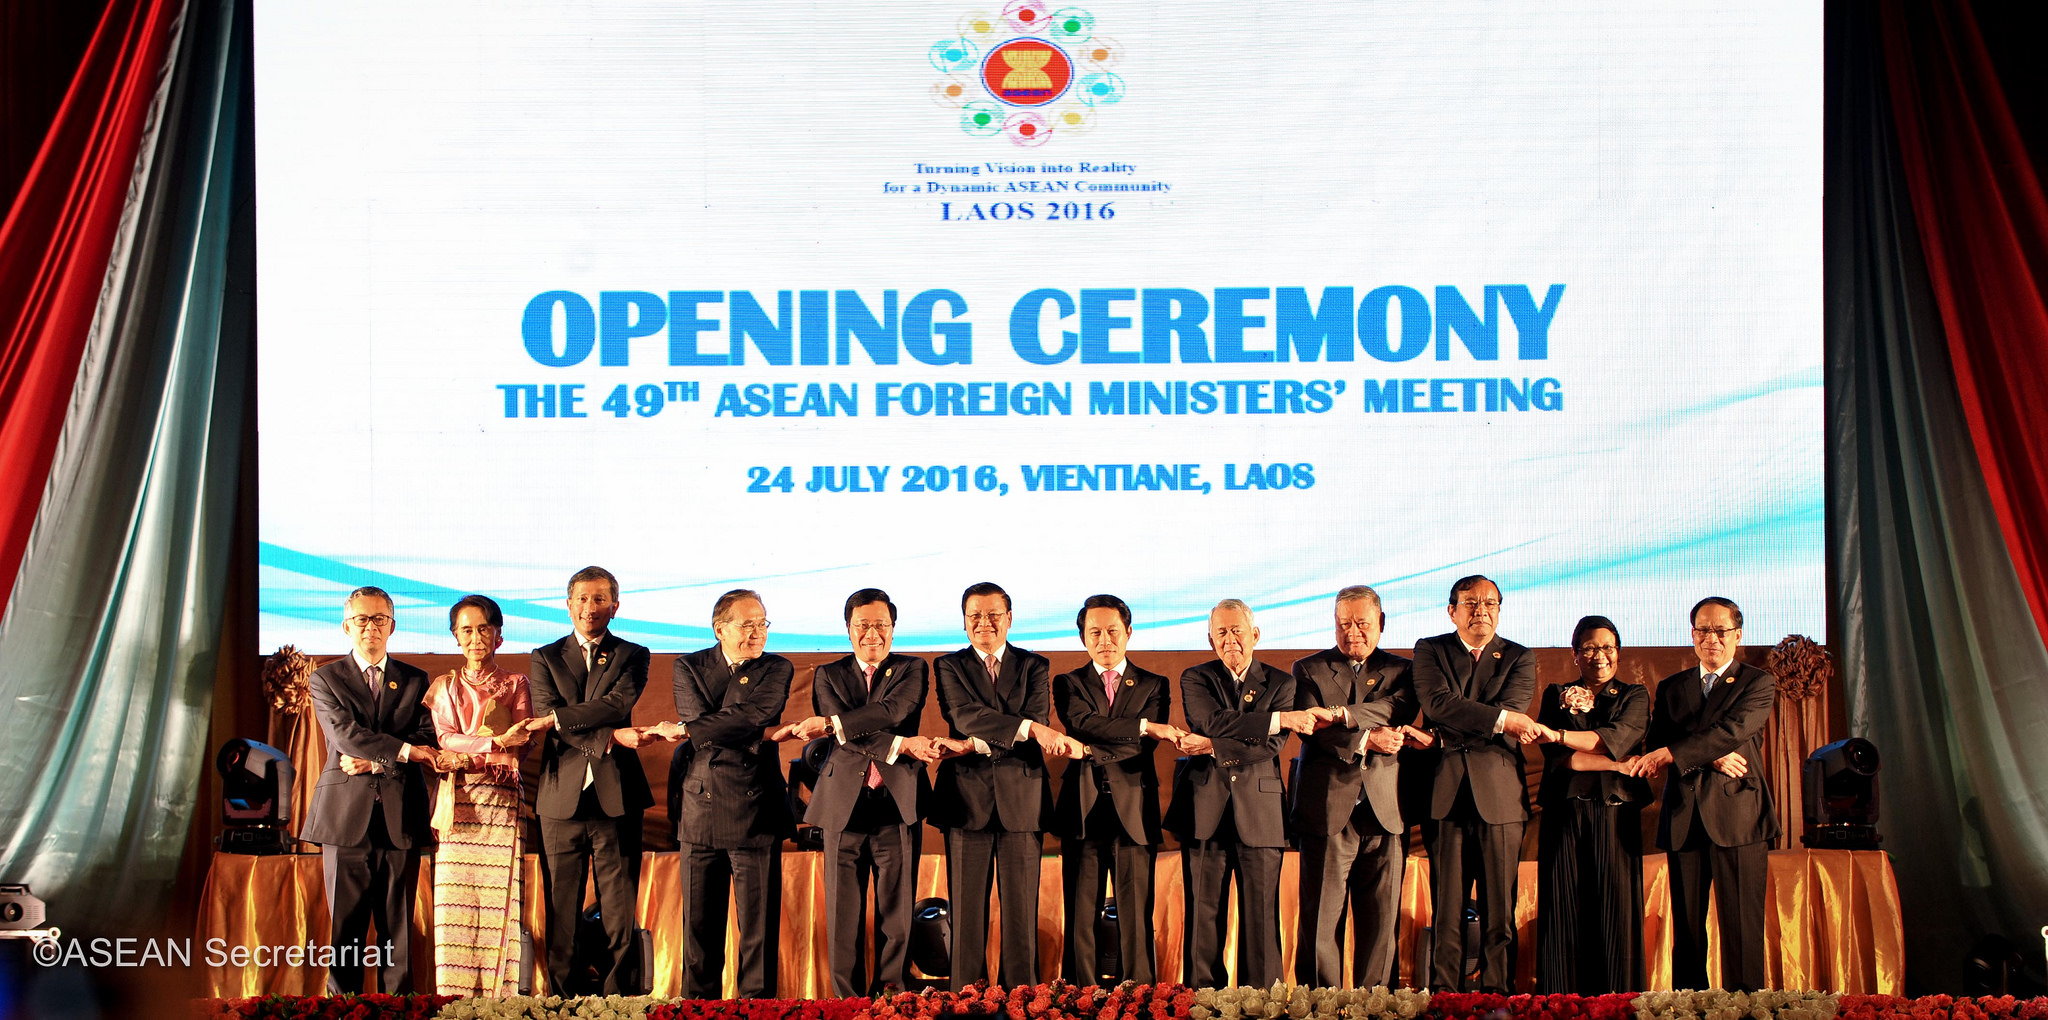 asean
Turning Vision into Reality
for a Dynamic ASEAN Community
LAOS 2016
OPENING CEREMONY
THE 49TH ASEAN FOREIGN MINISTERS' MEETING
24 JULY 2016, VIENTIANE, LAOS
©ASEAN Secretariat